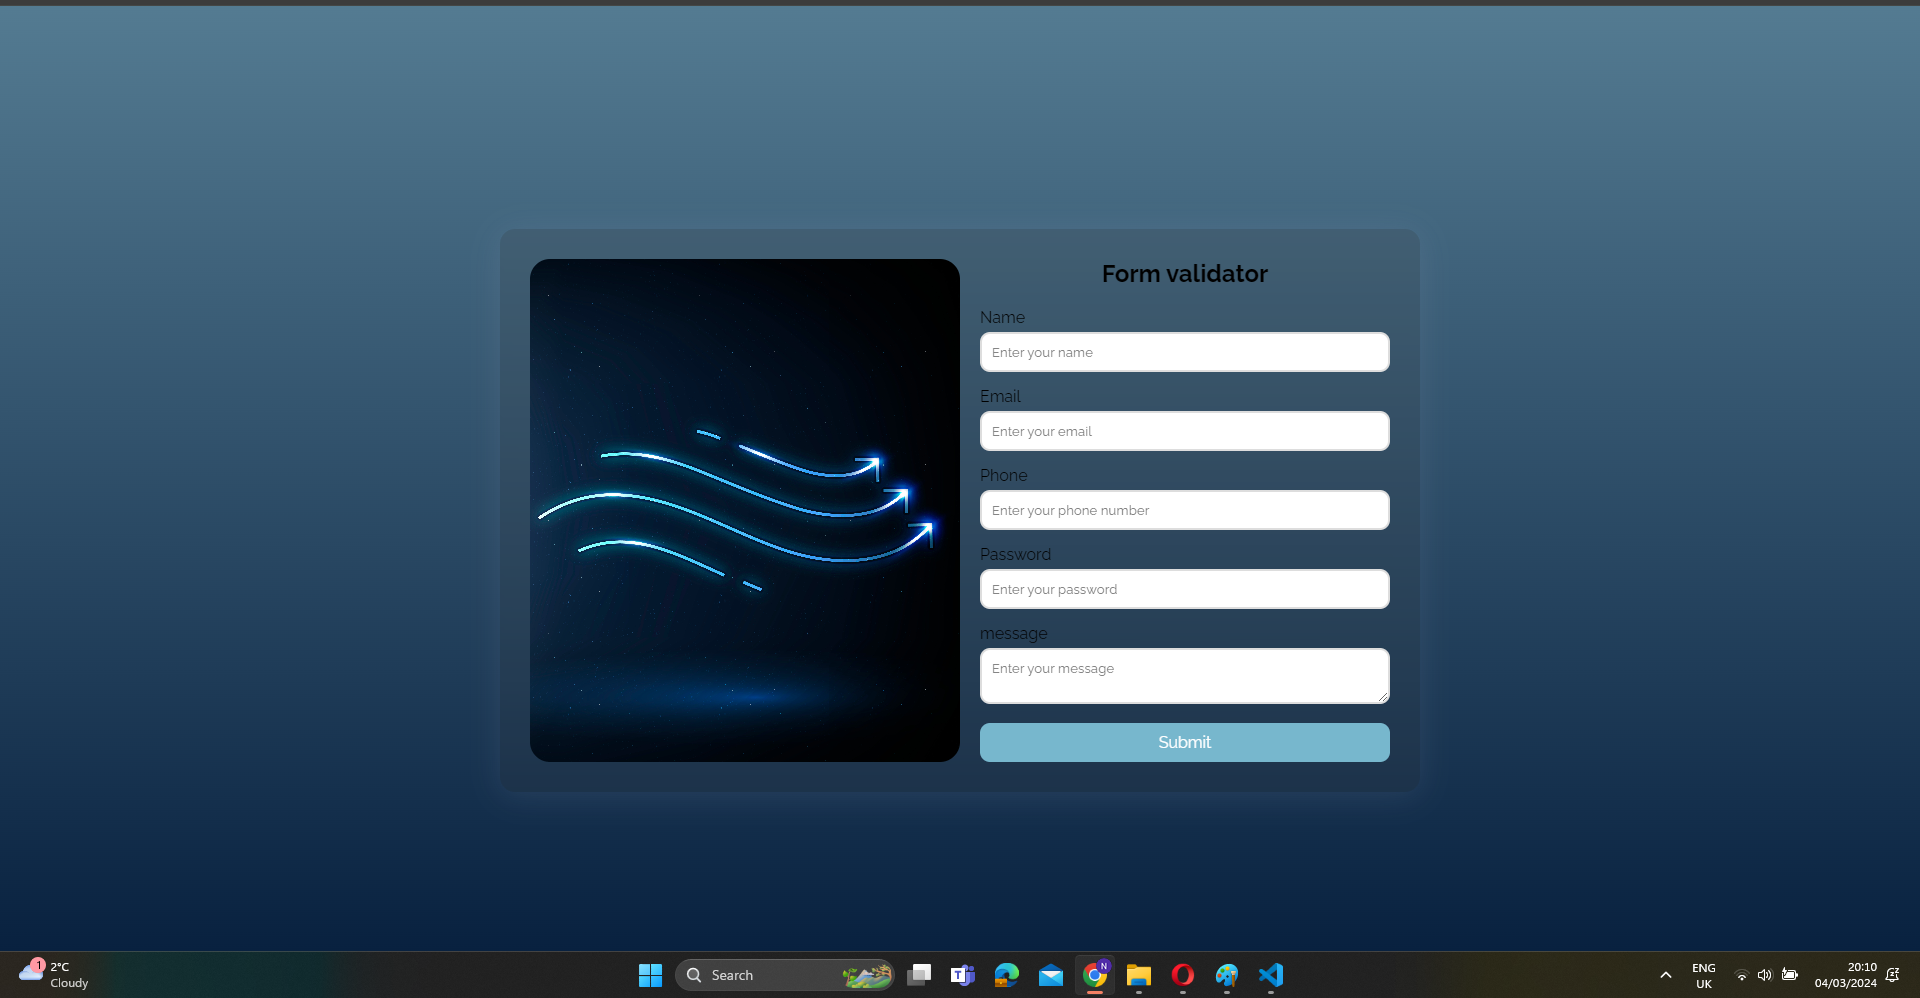 Form validator
Name
Enter your name
Email
Enter your email
Phone
Enter your phone number
Password
Enter your password
message
Enter your message
Submit
1
2°C
Cloudy
Search
T
N
ENG
UK
20:10
04/03/2024